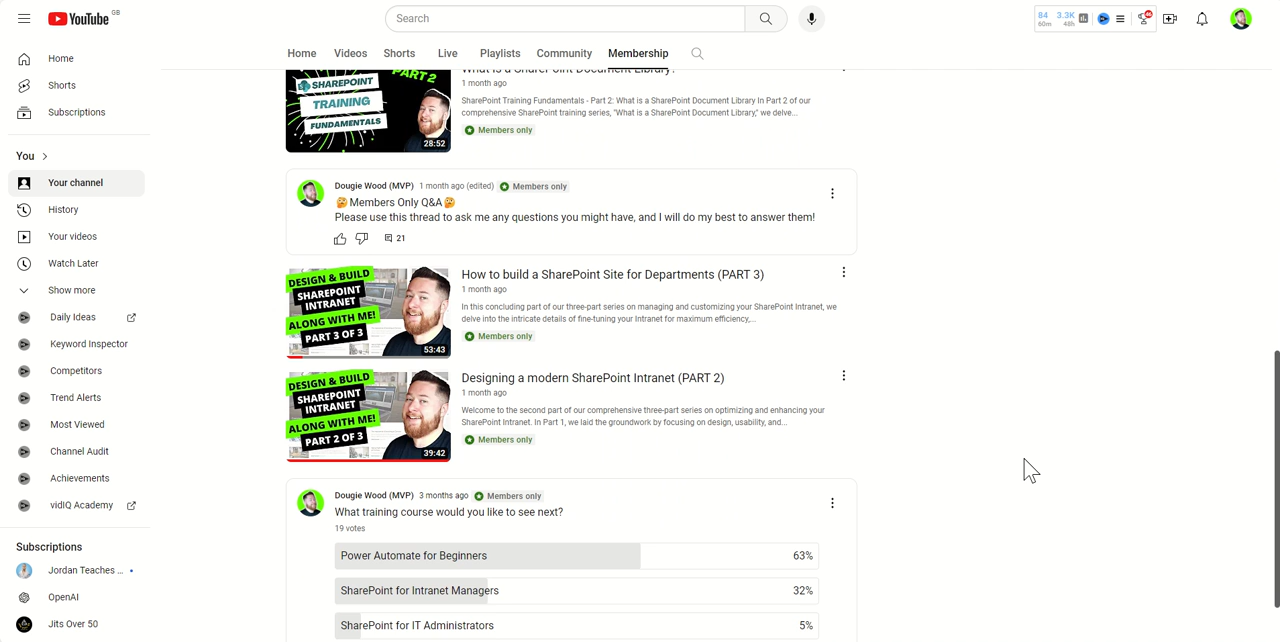 YouTube GB
Search
84 3.3K
60m 48h
Home Videos Shorts Live Playlists Community Membership
Home
Shorts
Subscriptions
You
Your channel
History
Your videos
Watch Later
Show more
Daily Ideas
Keyword Inspector
Competitors
Trend Alerts
Most Viewed
Channel Audit
Achievements
vidIQ Academy
Subscriptions
Jordan Teaches ...
OpenAI
Jits Over 50
PART 2
SHAREPOINT
TRAINING
FUNDAMENTALS
28:52
What is a SharePoint Document Library?
1 month ago
SharePoint Training Fundamentals - Part 2: What is a SharePoint Document Library In Part 2 of our
comprehensive SharePoint training series, "What is a SharePoint Document Library," we delve...
Members only
Dougie Wood (MVP) 1 month ago (edited) Members only
🤔Members Only Q&A🤔
Please use this thread to ask me any questions you might have, and I will do my best to answer them!
21
DESIGN & BUILD
SHAREPOINT
INTRANET
ALONG WITH ME!
PART 3 OF 3
53:43
How to build a SharePoint Site for Departments (PART 3)
1 month ago
In this concluding part of our three-part series on managing and customizing your SharePoint Intranet, we
delve into the intricate details of fine-tuning your Intranet for maximum efficiency,...
Members only
DESIGN & BUILD
SHAREPOINT
INTRANET
ALONG WITH ME!
PART 2 OF 3
39:42
Designing a modern SharePoint Intranet (PART 2)
1 month ago
Welcome to the second part of our comprehensive three-part series on optimizing and enhancing your
SharePoint Intranet. In Part 1, we laid the groundwork by focusing on design, usability, and...
Members only
Dougie Wood (MVP) 3 months ago Members only
What training course would you like to see next?
19 votes
Power Automate for Beginners 63%
SharePoint for Intranet Managers 32%
SharePoint for IT Administrators 5%